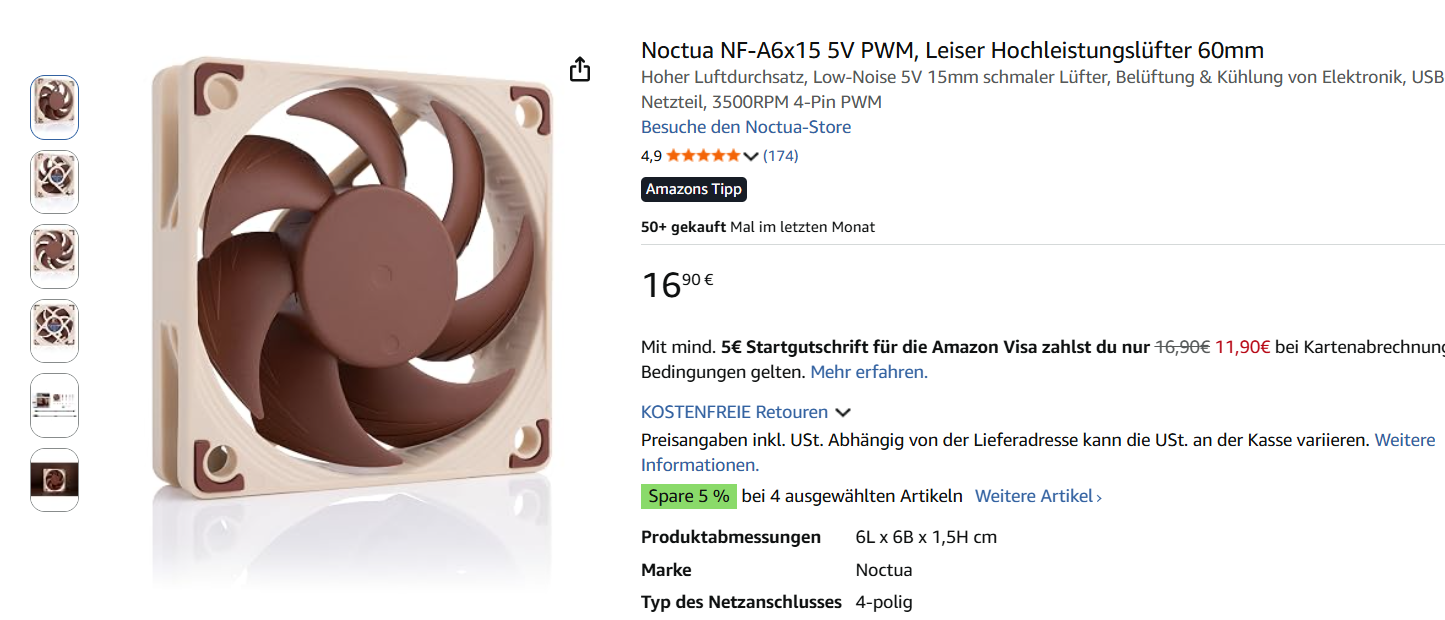 Noctua NF-A6x15 5V PWM, Leiser Hochleistungslüfter 60mm
Hoher Luftdurchsatz, Low-Noise 5V 15mm schmaler Lüfter, Belüftung & Kühlung von Elektronik, USB
Netzteil, 3500RPM 4-Pin PWM
Besuche den Noctua-Store
4,9 (174)
Amazons Tipp
50+ gekauft Mal im letzten Monat
16 90 €
Mit mind. 5€ Startgutschrift für die Amazon Visa zahlst du nur 16,90€ 11,90€ bei Kartenabrechnung
Bedingungen gelten. Mehr erfahren.
KOSTENFREIE Retouren
Preisangaben inkl. USt. Abhängig von der Lieferadresse kann die USt. an der Kasse variieren. Weitere
Informationen.
Spare 5 % bei 4 ausgewählten Artikeln Weitere Artikel ›
Produktabmessungen 6L x 6B x 1,5H cm
Marke Noctua
Typ des Netzanschlusses 4-polig